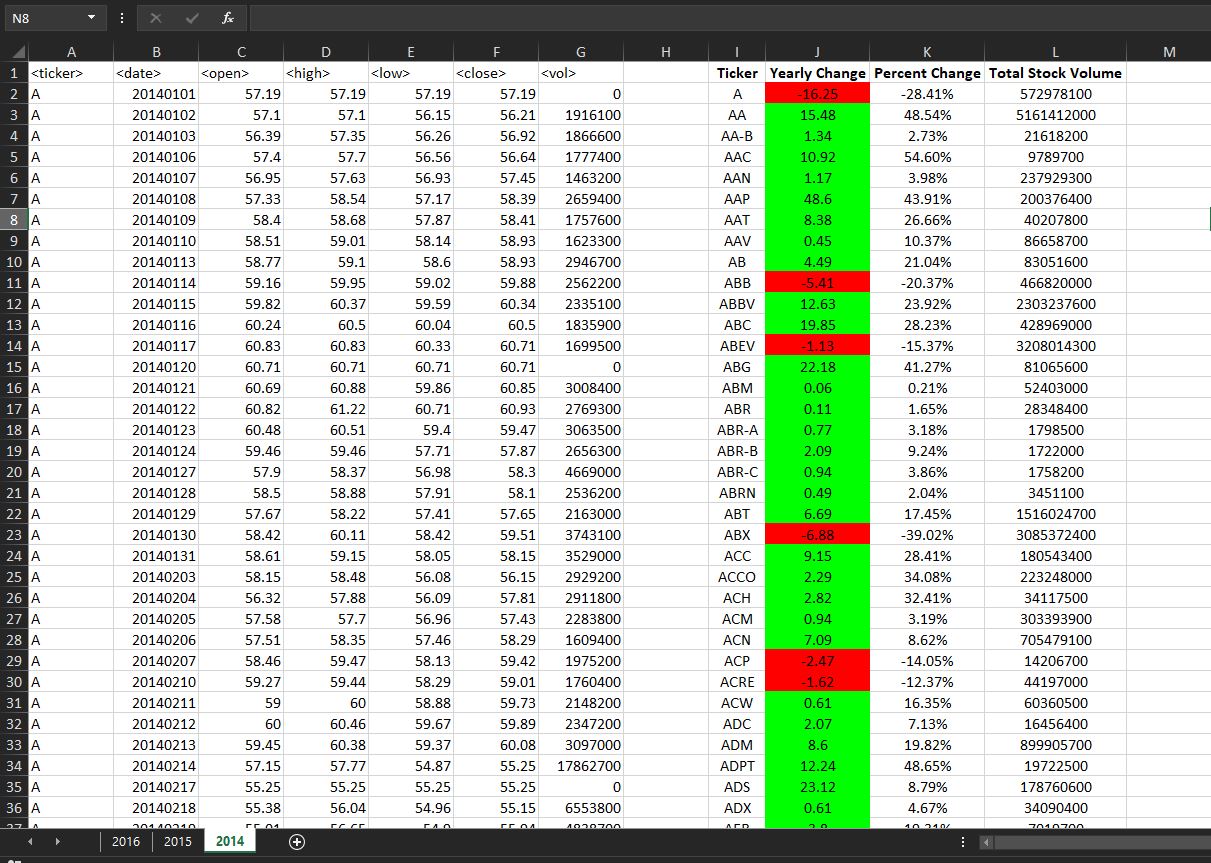 N8 fx
A B C D E F G H I J K L M
1 <ticker> <date> <open> <high> <low> <close> <vol> Ticker Yearly Change Percent Change Total Stock Volume
2 A 20140101 57.19 57.19 57.19 57.19 0 A -16.25 -28.41% 572978100
3 A 20140102 57.1 57.1 56.15 56.21 1916100 AA 15.48 48.54% 5161412000
4 A 20140103 56.39 57.35 56.26 56.92 1866600 AA-B 1.34 2.73% 21618200
5 A 20140106 57.4 57.7 56.56 56.64 1777400 AAC 10.92 54.60% 9789700
6 A 20140107 56.95 57.63 56.93 57.45 1463200 AAN 1.17 3.98% 237929300
7 A 20140108 57.33 58.54 57.17 58.39 2659400 AAP 48.6 43.91% 200376400
8 A 20140109 58.4 58.68 57.87 58.41 1757600 AAT 8.38 26.66% 40207800
9 A 20140110 58.51 59.01 58.14 58.93 1623300 AAV 0.45 10.37% 86658700
10 A 20140113 58.77 59.1 58.6 58.93 2946700 AB 4.49 21.04% 83051600
11 A 20140114 59.16 59.95 59.02 59.88 2562200 ABB -5.41 -20.37% 466820000
12 A 20140115 59.82 60.37 59.59 60.34 2335100 ABBV 12.63 23.92% 2303237600
13 A 20140116 60.24 60.5 60.04 60.5 1835900 ABC 19.85 28.23% 428969000
14 A 20140117 60.83 60.83 60.33 60.71 1699500 ABEV -1.13 -15.37% 3208014300
15 A 20140120 60.71 60.71 60.71 60.71 0 ABG 22.18 41.27% 81065600
16 A 20140121 60.69 60.88 59.86 60.85 3008400 ABM 0.06 0.21% 52403000
17 A 20140122 60.82 61.22 60.71 60.93 2769300 ABR 0.11 1.65% 28348400
18 A 20140123 60.48 60.51 59.4 59.47 3063500 ABR-A 0.77 3.18% 1798500
19 A 20140124 59.46 59.46 57.71 57.87 2656300 ABR-B 2.09 9.24% 1722000
20 A 20140127 57.9 58.37 56.98 58.3 4669000 ABR-C 0.94 3.86% 1758200
21 A 20140128 58.5 58.88 57.91 58.1 2536200 ABRN 0.49 2.04% 3451100
22 A 20140129 57.67 58.22 57.41 57.65 2163000 ABT 6.69 17.45% 1516024700
23 A 20140130 58.42 60.11 58.42 59.51 3743100 ABX -6.88 -39.02% 3085372400
24 A 20140131 58.61 59.15 58.05 58.15 3529000 ACC 9.15 28.41% 180543400
25 A 20140203 58.15 58.48 56.08 56.15 2929200 ACCO 2.29 34.08% 223248000
26 A 20140204 56.32 57.88 56.09 57.81 2911800 ACH 2.82 32.41% 34117500
27 A 20140205 57.58 57.7 56.96 57.43 2283800 ACM 0.94 3.19% 303393900
28 A 20140206 57.51 58.35 57.46 58.29 1609400 ACN 7.09 8.62% 705479100
29 A 20140207 58.46 59.47 58.13 59.42 1975200 ACP -2.47 -14.05% 14206700
30 A 20140210 59.27 59.44 58.29 59.01 1760400 ACRE -1.62 -12.37% 44197000
31 A 20140211 59 60 58.88 59.73 2148200 ACW 0.61 16.35% 60360500
32 A 20140212 60 60.46 59.67 59.89 2347200 ADC 2.07 7.13% 16456400
33 A 20140213 59.45 60.38 59.37 60.08 3097000 ADM 8.6 19.82% 899905700
34 A 20140214 57.15 57.77 54.87 55.25 17862700 ADPT 12.24 48.65% 19722500
35 A 20140217 55.25 55.25 55.25 55.25 0 ADS 23.12 8.79% 178760600
36 A 20140218 55.38 56.04 54.96 55.15 6553800 ADX 0.61 4.67% 34090400
2016 2015 2014